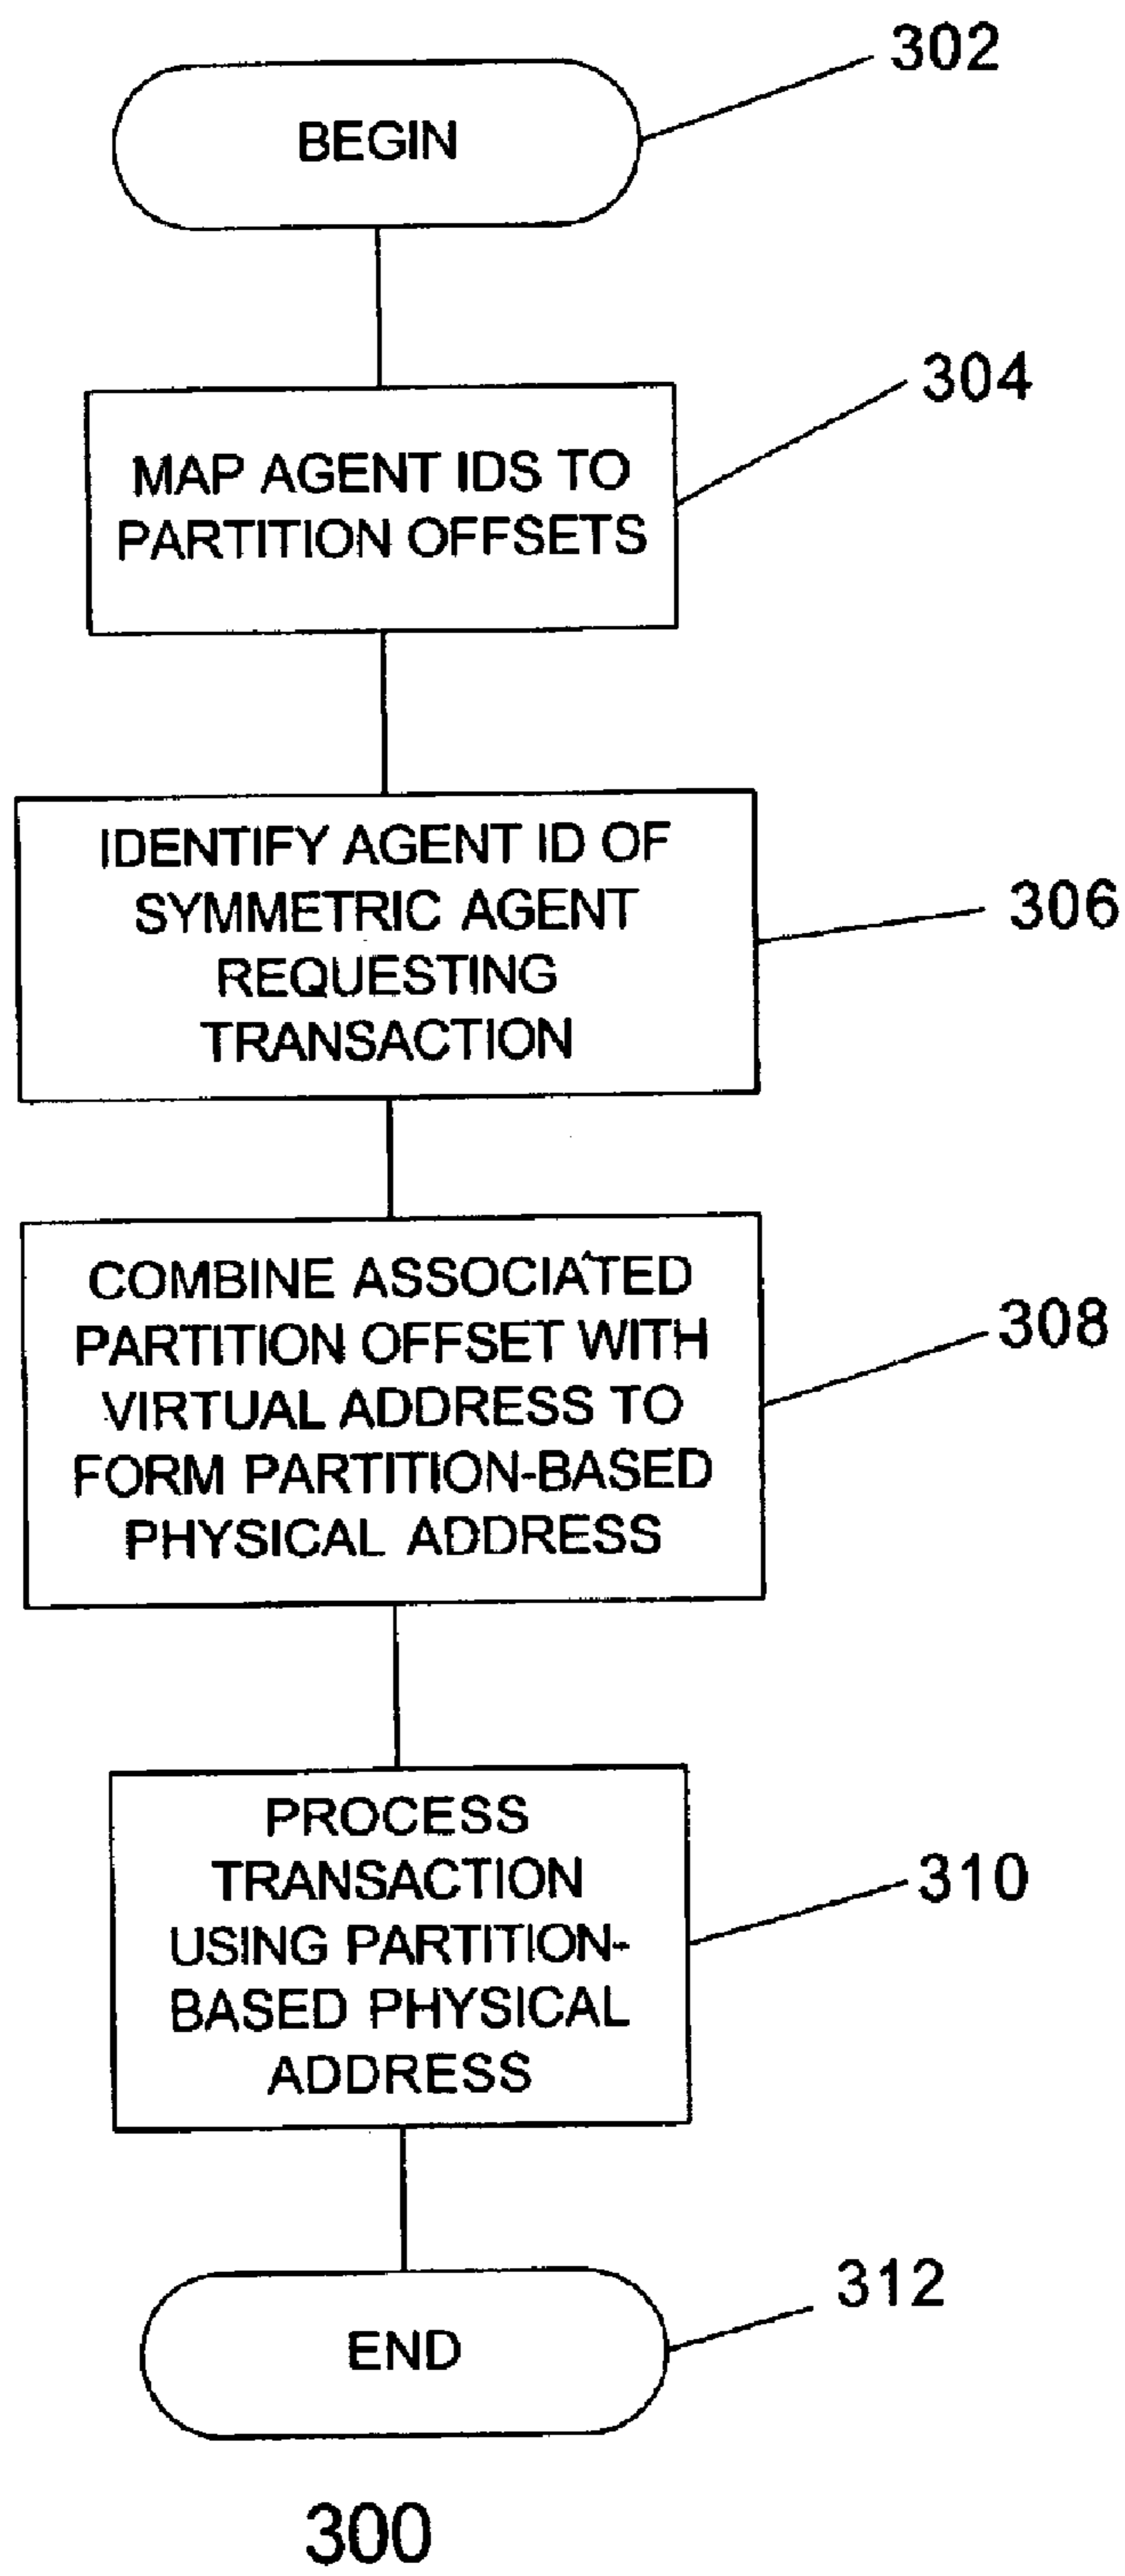 302
BEGIN
304
MAP AGENT IDS TO
PARTITION OFFSETS
IDENTIFY AGENT ID OF
SYMMETRIC AGENT
REQUESTING
TRANSACTION
306
COMBINE ASSOCIATED
PARTITION OFFSET WITH
VIRTUAL ADDRESS TO
FORM PARTITION-BASED
PHYSICAL ADDRESS
308
PROCESS
TRANSACTION
USING PARTITION-
BASED PHYSICAL
ADDRESS
310
312
END
300